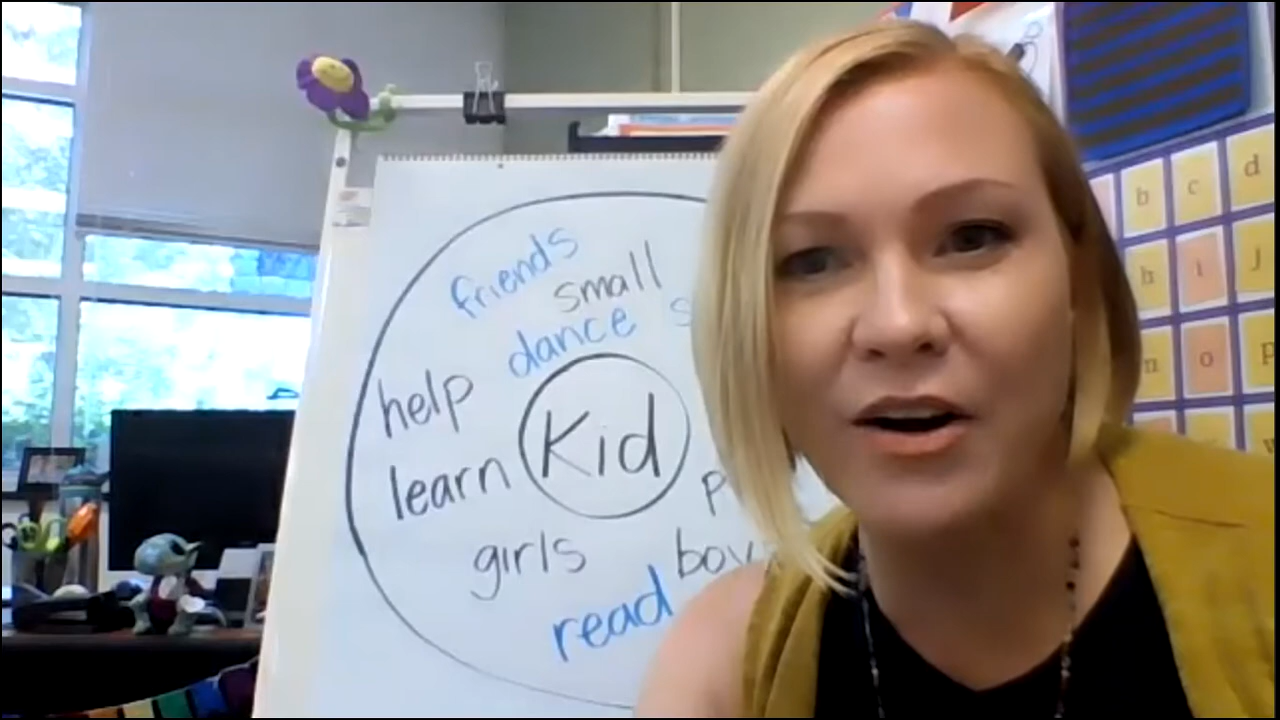 friends
small
dance
help
Kid
learn
girls
read
b c d
h i j
n o p